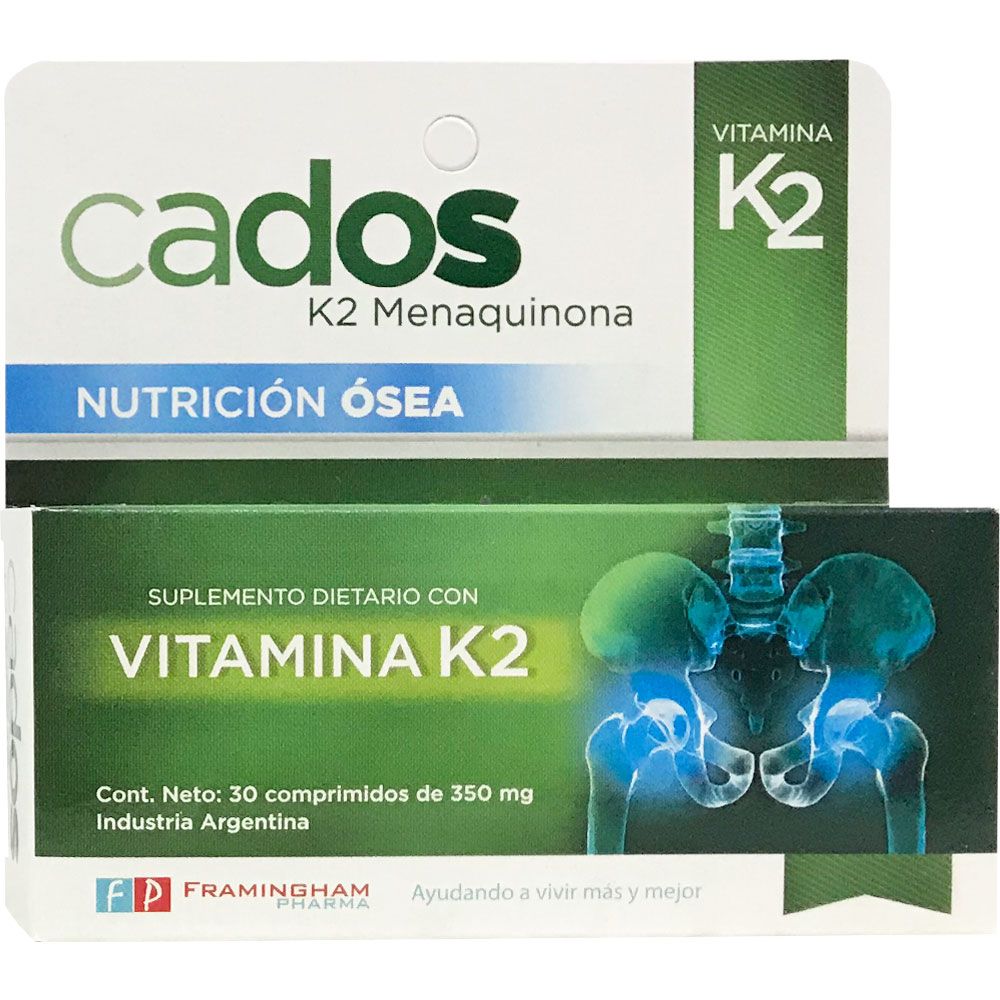 VITAMINA
K2
cados
K2 Menaquinona
NUTRICIÓN ÓSEA
SUPLEMENTO DIETARIO CON
VITAMINA K2
Cont. Neto: 30 comprimidos de 350 mg
Industria Argentina
cados
FP FRAMINGHAM
PHARMA
Ayudando a vivir más y mejor